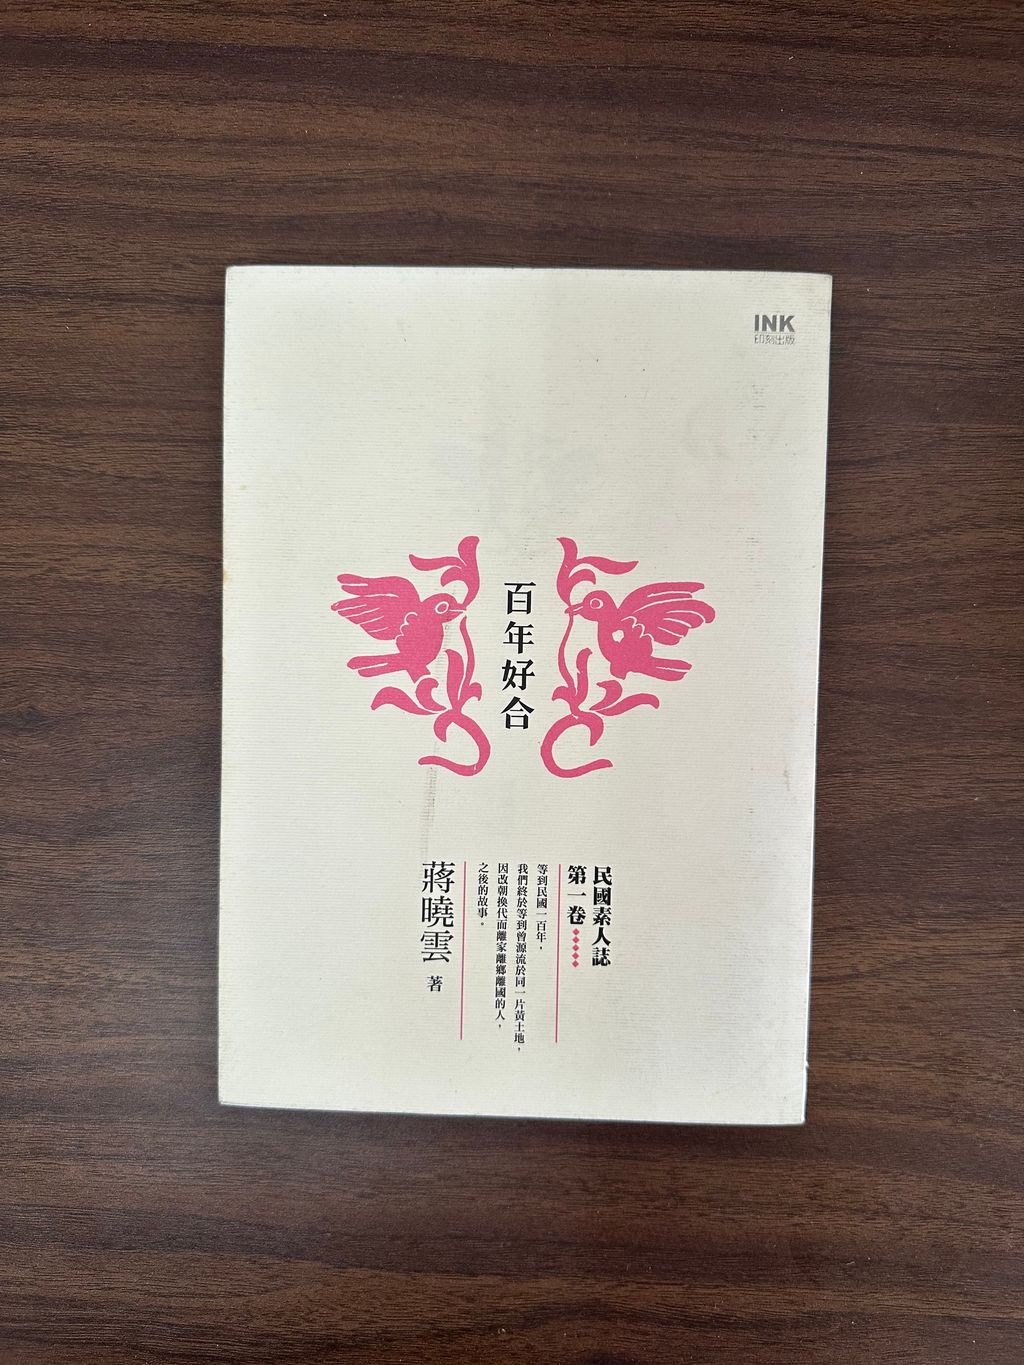 INK
印刻出版
百年好合
民國素人誌
第一卷
等到民國一百年，
我們終於等到曾源流於同一片黃土地，
因改朝換代而離家離鄉離國的人，
之後的故事。
蔣曉雲 著